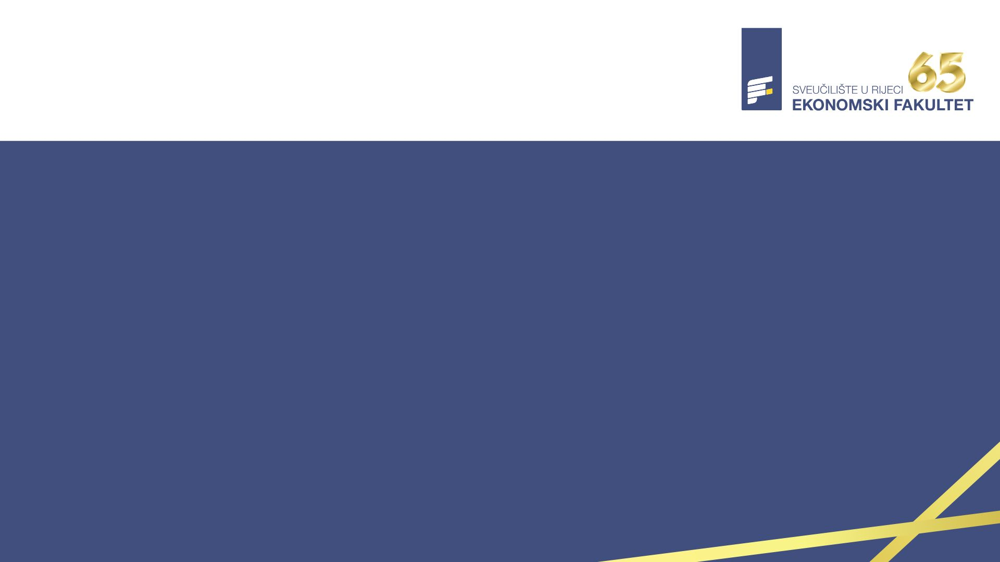 65
SVEUČILIŠTE U RIJECI
EKONOMSKI FAKULTET